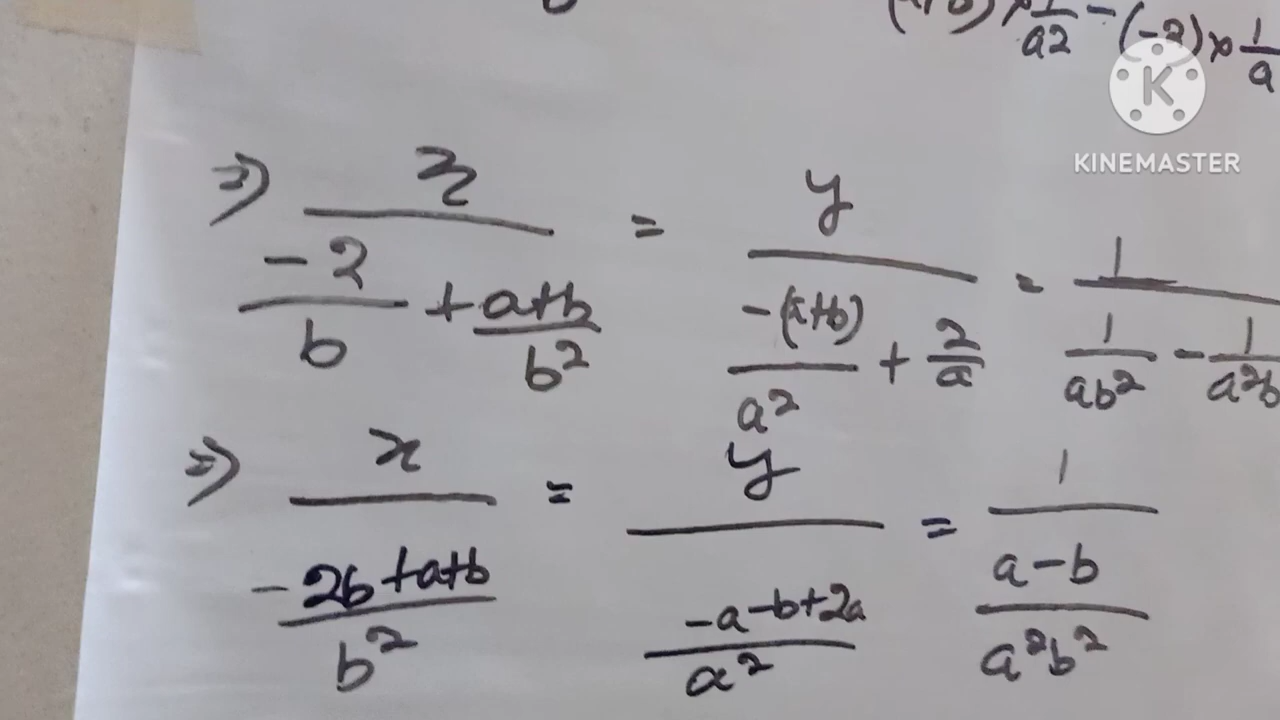 × 1/a2 - (-2) × 1/a
KINEMASTER
⇒ x/(-2/b + a+b/b²) = y/(-(a+b)/a² + 2/a) = 1/(1/ab² - 1/a²b)
⇒ x/(-2b+a+b/b²) = y/(-a-b+2a/a²) = 1/(a-b/a²b²)